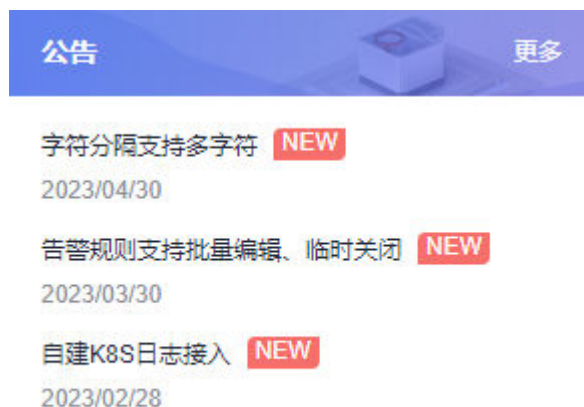 公告 更多
字符分隔支持多字符 NEW
2023/04/30
告警规则支持批量编辑、临时关闭 NEW
2023/03/30
自建K8S日志接入 NEW
2023/02/28